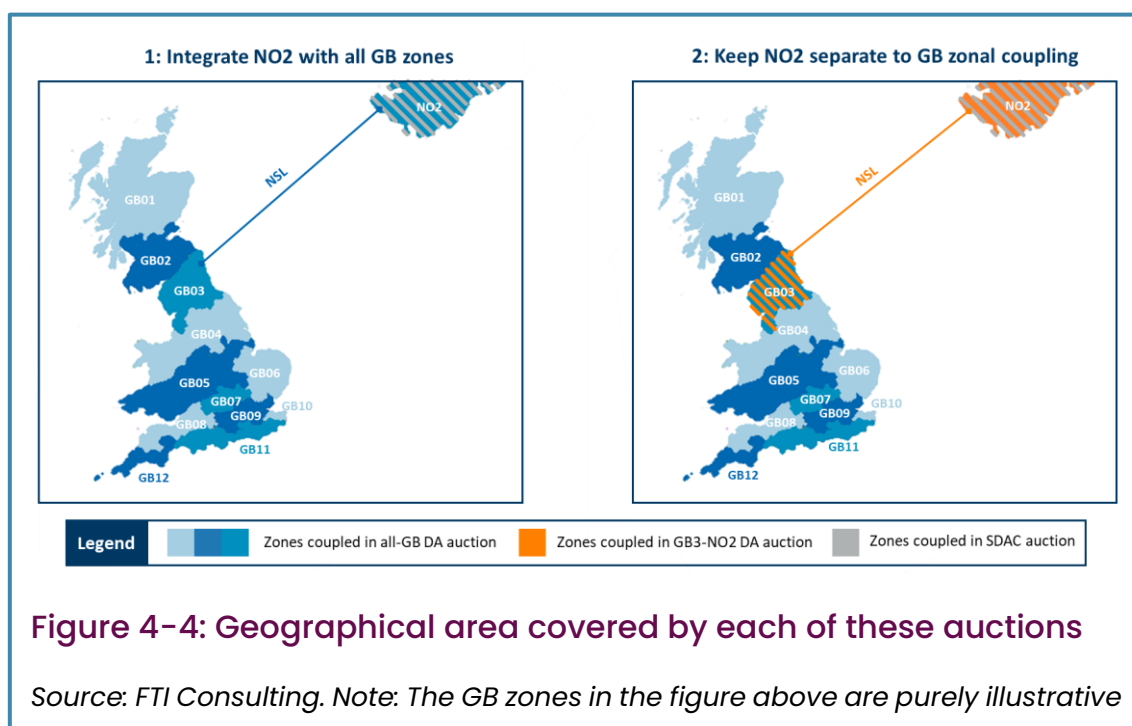 1: Integrate NO2 with all GB zones
NO2
NSL
GB01
GB02
GB03
GB04
GB05
GB06
GB07
GB10
GB08
GB09
GB11
GB12
2: Keep NO2 separate to GB zonal coupling
NO2
NSL
GB01
GB02
GB03
GB04
GB05
GB06
GB07
GB10
GB08
GB09
GB11
GB12
Legend
Zones coupled in all-GB DA auction
Zones coupled in GB3-NO2 DA auction
Zones coupled in SDAC auction
Figure 4-4: Geographical area covered by each of these auctions
Source: FTI Consulting. Note: The GB zones in the figure above are purely illustrative